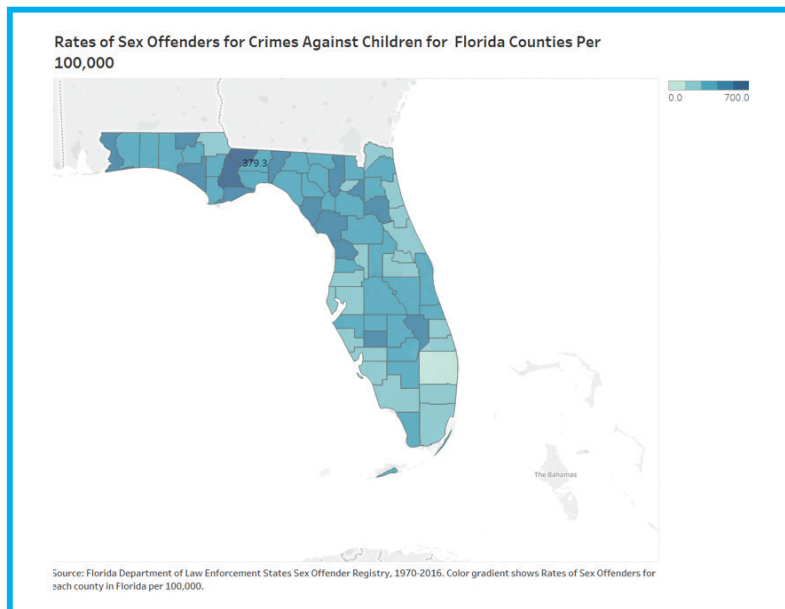 Rates of Sex Offenders for Crimes Against Children for Florida Counties Per
100,000
0.0 700.0
379.3
The Bahamas
Source: Florida Department of Law Enforcement States Sex Offender Registry, 1970-2016. Color gradient shows Rates of Sex Offenders for
each county in Florida per 100,000.